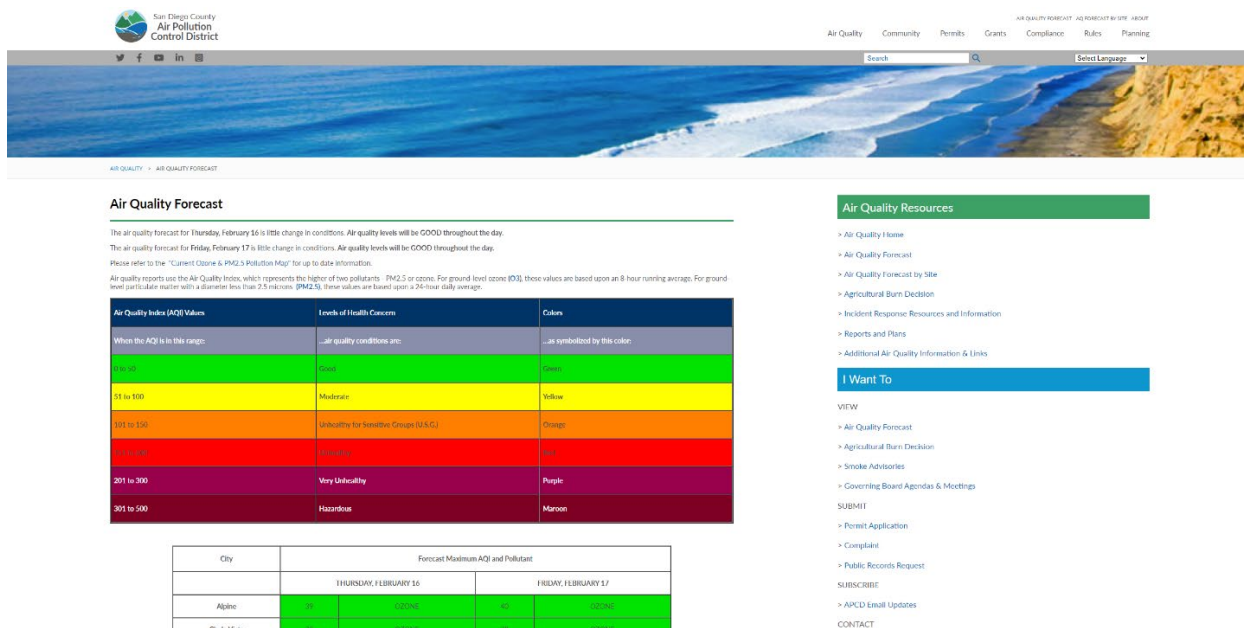 San Diego County
Air Pollution
Control District
AIR QUALITY FORECAST AQ FORECAST BY SITE ABOUT
Air Quality Community Permits Grants Compliance Rules Planning
Search
Select Language
AIR QUALITY > AIR QUALITY FORECAST
Air Quality Forecast
The air quality forecast for Thursday, February 16 is little change in conditions. Air quality levels will be GOOD throughout the day.
The air quality forecast for Friday, February 17 is little change in conditions. Air quality levels will be GOOD throughout the day.
Please refer to the "Current Ozone & PM2.5 Pollution Map" for up to date information.
Air quality reports use the Air Quality Index, which represents the higher of two pollutants - PM2.5 or ozone. For ground-level ozone (O3), these values are based upon an 8-hour running average. For ground-
level particulate matter with a diameter less than 2.5 microns (PM2.5), these values are based upon a 24-hour daily average.
Air Quality Index (AQI) Values Levels of Health Concern Colors
When the AQI is in this range: ...air quality conditions are: ...as symbolized by this color:
0 to 50 Good Green
51 to 100 Moderate Yellow
101 to 150 Unhealthy for Sensitive Groups (U.S.G.) Orange
201 to 300 Very Unhealthy Purple
301 to 500 Hazardous Maroon
City Forecast Maximum AQI and Pollutant
THURSDAY, FEBRUARY 16 FRIDAY, FEBRUARY 17
Alpine 39 OZONE 40 OZONE
Air Quality Resources
> Air Quality Home
> Air Quality Forecast
> Air Quality Forecast by Site
> Agricultural Burn Decision
> Incident Response Resources and Information
> Reports and Plans
> Additional Air Quality Information & Links
I Want To
VIEW
> Air Quality Forecast
> Agricultural Burn Decision
> Smoke Advisories
> Governing Board Agendas & Meetings
SUBMIT
> Permit Application
> Complaint
> Public Records Request
SUBSCRIBE
> APCD Email Updates
CONTACT